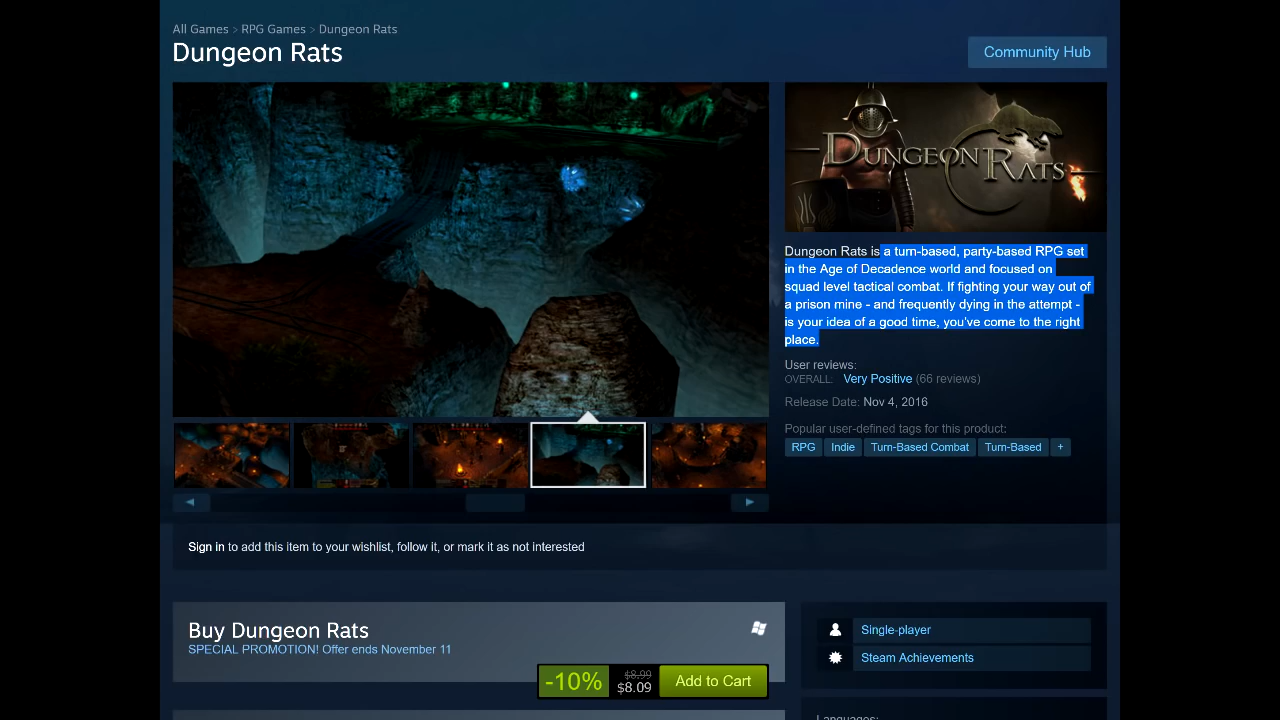 All Games > RPG Games > Dungeon Rats
Dungeon Rats
Community Hub
DUNGEON RATS
Dungeon Rats is a turn-based, party-based RPG set
in the Age of Decadence world and focused on
squad level tactical combat. If fighting your way out of
a prison mine - and frequently dying in the attempt -
is your idea of a good time, you've come to the right
place.
User reviews:
OVERALL: Very Positive (66 reviews)
Release Date: Nov 4, 2016
Popular user-defined tags for this product:
RPG Indie Turn-Based Combat Turn-Based +
Sign in to add this item to your wishlist, follow it, or mark it as not interested
Buy Dungeon Rats
SPECIAL PROMOTION! Offer ends November 11
-10% $8.99 $8.09 Add to Cart
Single-player
Steam Achievements
Languages: